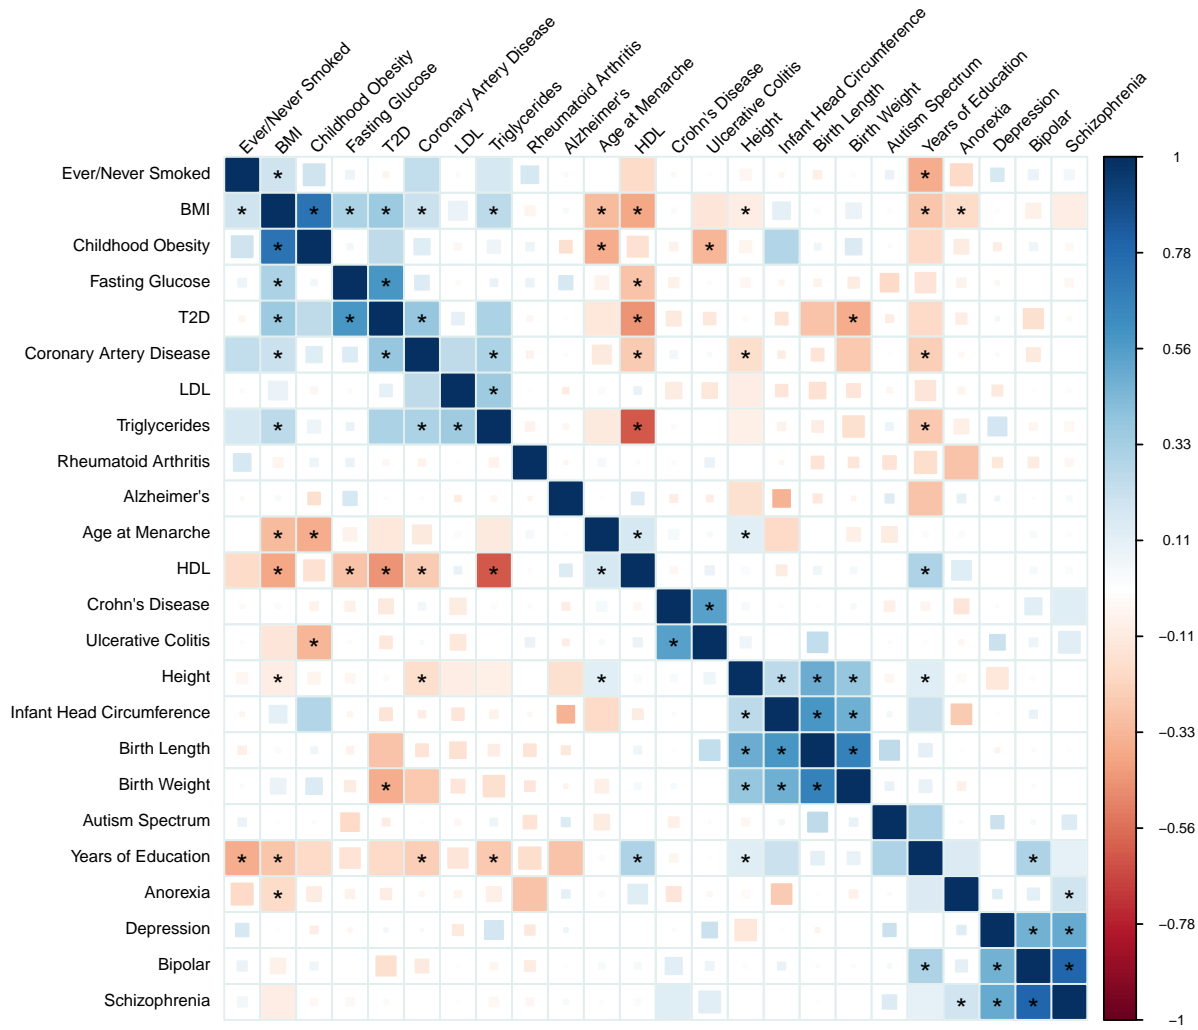 Ever/Never Smoked
BMI
Childhood Obesity
Fasting Glucose
T2D
Coronary Artery Disease
LDL
Triglycerides
Rheumatoid Arthritis
Alzheimer's
Age at Menarche
HDL
Crohn's Disease
Ulcerative Colitis
Height
Infant Head Circumference
Birth Length
Birth Weight
Autism Spectrum
Years of Education
Anorexia
Depression
Bipolar
Schizophrenia
Ever/Never Smoked * *
BMI * * * * * * * * * * *
Childhood Obesity * * *
Fasting Glucose * * *
T2D * * * * *
Coronary Artery Disease * * * * * *
LDL *
Triglycerides * * * * *
Rheumatoid Arthritis
Alzheimer's
Age at Menarche * * * *
HDL * * * * * * *
Crohn's Disease *
Ulcerative Colitis * *
Height * * * * * * *
Infant Head Circumference * * *
Birth Length * * *
Birth Weight * * * *
Autism Spectrum
Years of Education * * * * * * *
Anorexia * *
Depression * *
Bipolar * * *
Schizophrenia * * *
1
0.78
0.56
0.33
0.11
−0.11
−0.33
−0.56
−0.78
−1